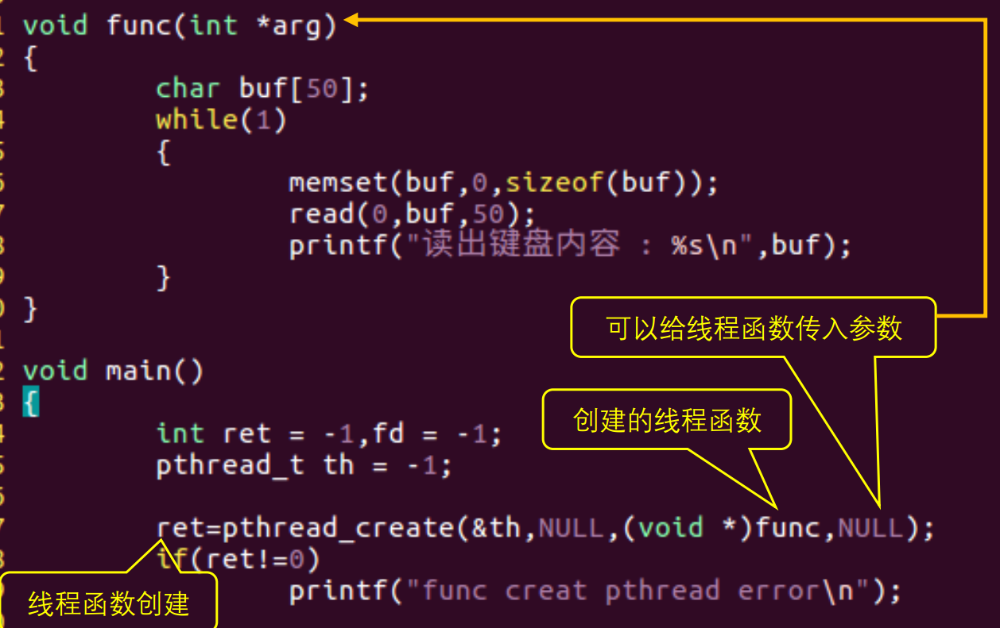 void func(int *arg)
{
char buf[50];
while(1)
{
memset(buf,0,sizeof(buf));
read(0,buf,50);
printf("读出键盘内容 : %s\n",buf);
}
}
可以给线程函数传入参数
void main()
{
创建的线程函数
int ret = -1,fd = -1;
pthread_t th = -1;
ret=pthread_create(&th,NULL,(void *)func,NULL);
if(ret!=0)
printf("func creat pthread error\n");
线程函数创建